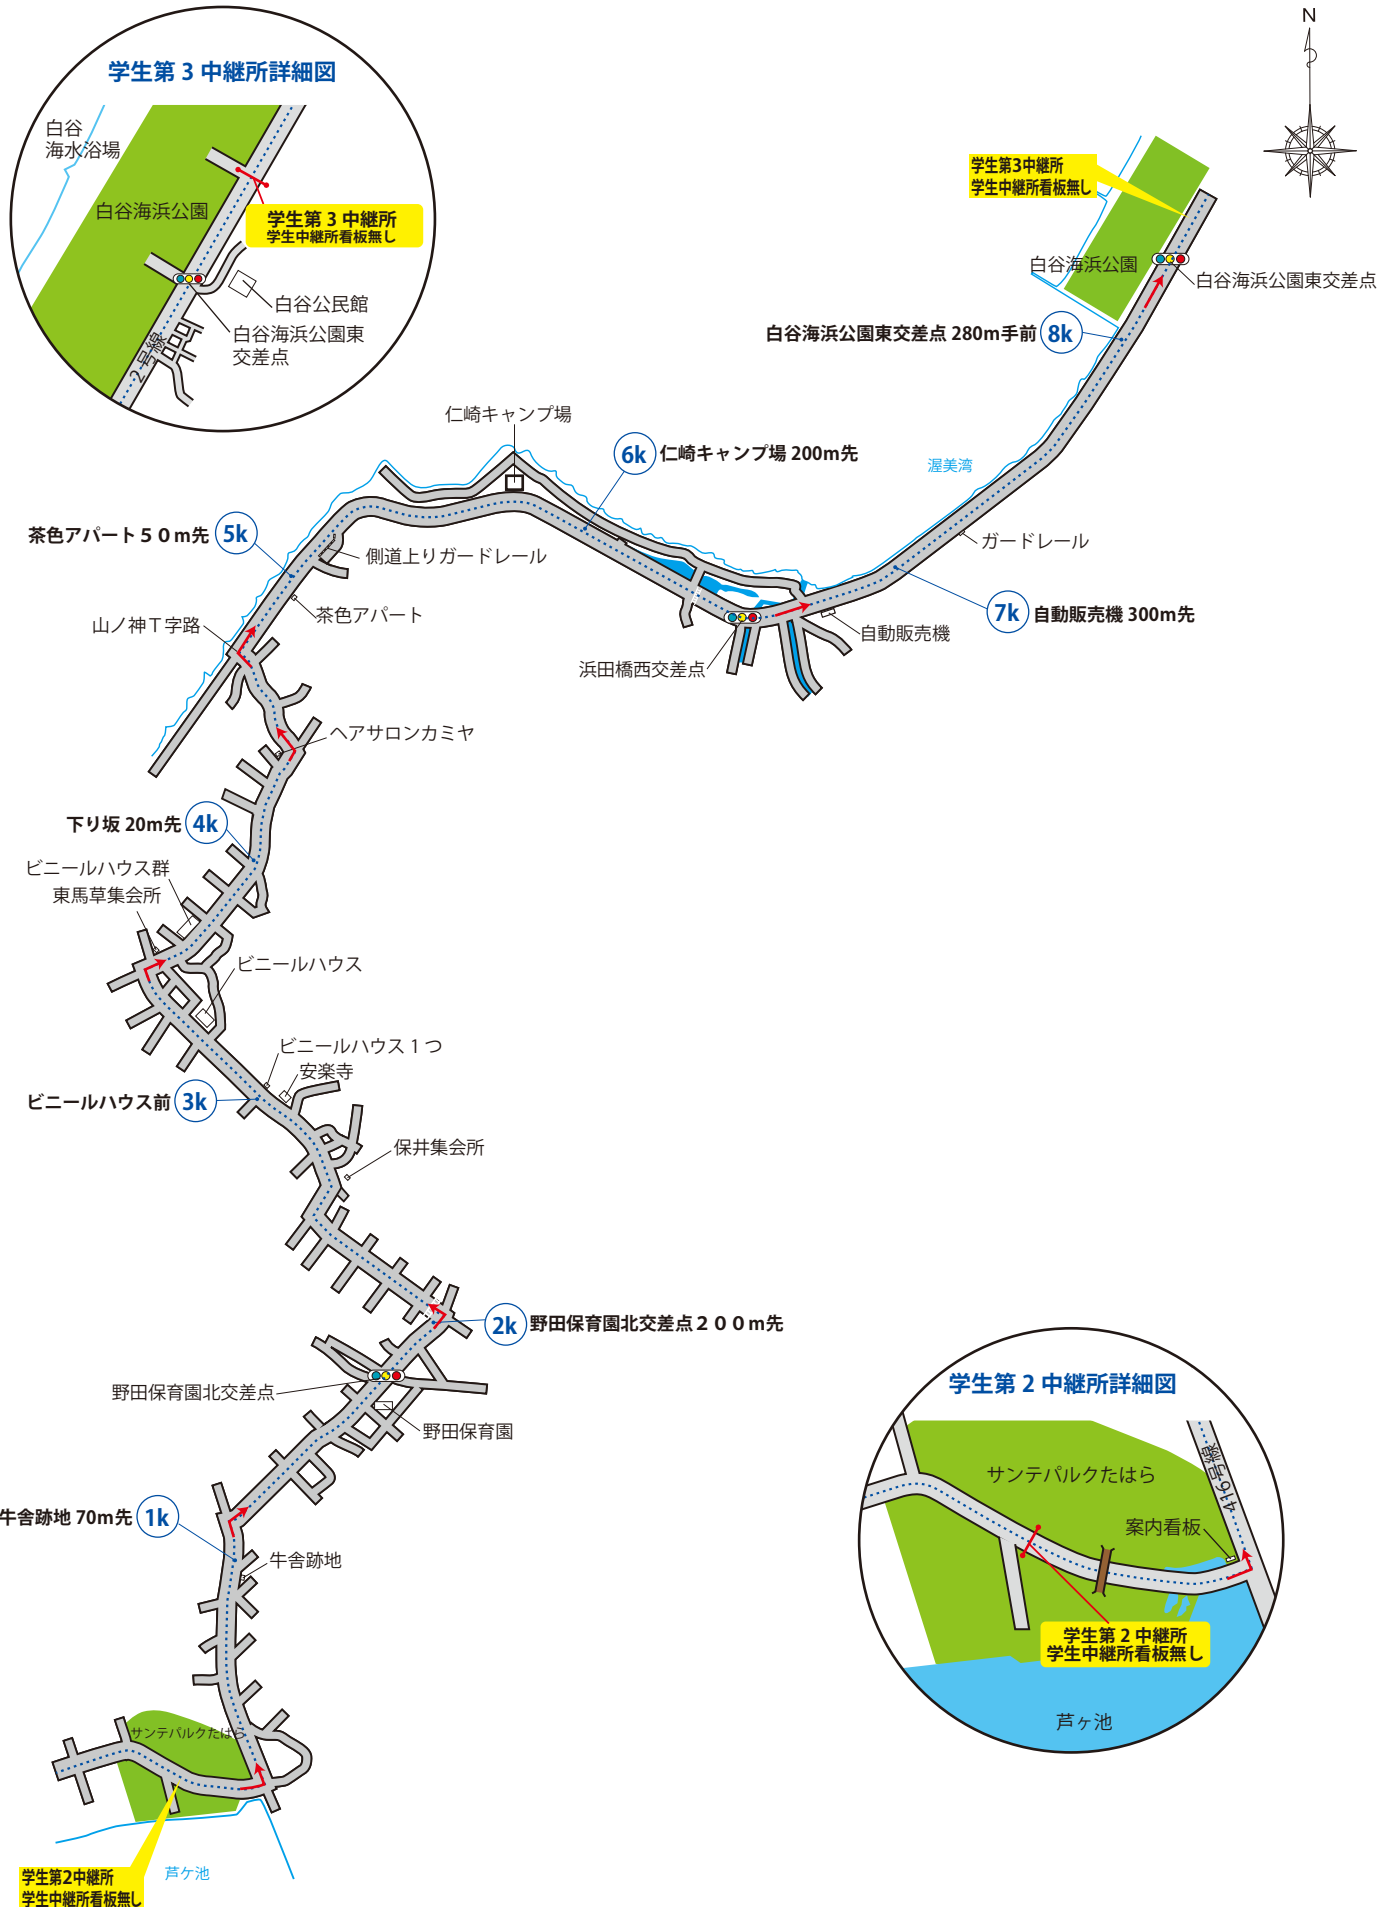 N
学生第 3 中継所詳細図
白谷
海水浴場
白谷海浜公園
学生第 3 中継所
学生中継所看板無し
白谷公民館
白谷海浜公園東
交差点
2号線
学生第3中継所
学生中継所看板無し
白谷海浜公園
白谷海浜公園東交差点
白谷海浜公園東交差点 280m手前
8k
仁崎キャンプ場
6k
仁崎キャンプ場 200m先
渥美湾
茶色アパート５０m先
5k
側道上りガードレール
ガードレール
茶色アパート
7k
自動販売機 300m先
山ノ神Ｔ字路
自動販売機
浜田橋西交差点
ヘアサロンカミヤ
下り坂 20m先
4k
ビニールハウス群
東馬草集会所
ビニールハウス
ビニールハウス 1 つ
安楽寺
ビニールハウス前
3k
保井集会所
2k
野田保育園北交差点２００m先
野田保育園北交差点
野田保育園
牛舎跡地 70m先
1k
牛舎跡地
サンテパルクたはら
学生第2中継所
学生中継所看板無し
芦ケ池
学生第 2 中継所詳細図
サンテパルクたはら
416号線
案内看板
学生第 2 中継所
学生中継所看板無し
芦ヶ池